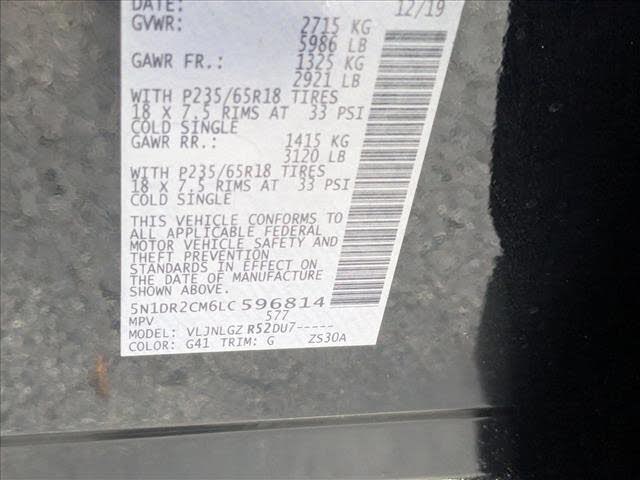 DATE: 12/19
GVWR: 2715 KG
5986 LB
GAWR FR.: 1325 KG
2921 LB
WITH P235/65R18 TIRES
18 X 7.5 RIMS AT 33 PSI
COLD SINGLE
GAWR RR.: 1415 KG
3120 LB
WITH P235/65R18 TIRES
18 X 7.5 RIMS AT 33 PSI
COLD SINGLE
THIS VEHICLE CONFORMS TO
ALL APPLICABLE FEDERAL
MOTOR VEHICLE SAFETY AND
THEFT PREVENTION
STANDARDS IN EFFECT ON
THE DATE OF MANUFACTURE
SHOWN ABOVE.
5N1DR2CM6LC 596814
MPV 577
MODEL: VLJNLGZ R52DU7-----
COLOR: G41 TRIM: G ZS30A